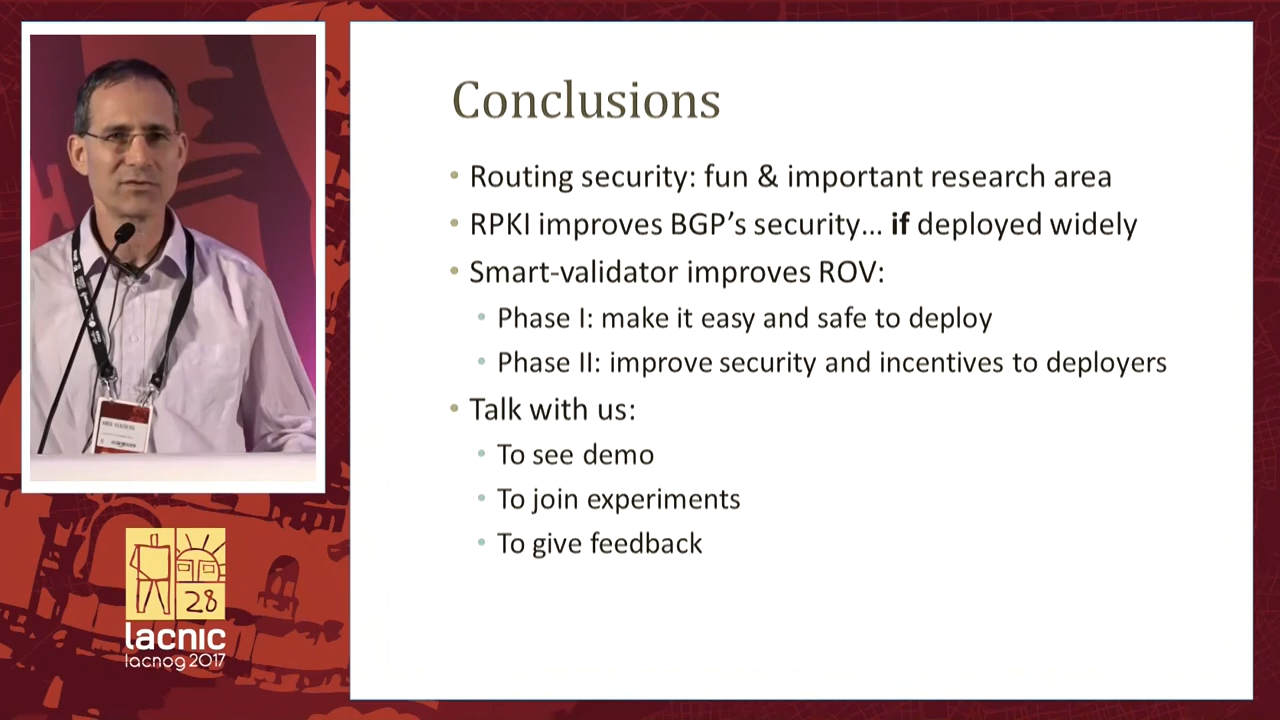 Conclusions
• Routing security: fun & important research area
• RPKI improves BGP’s security... if deployed widely
• Smart-validator improves ROV:
• Phase I: make it easy and safe to deploy
• Phase II: improve security and incentives to deployers
• Talk with us:
• To see demo
• To join experiments
• To give feedback
28
lacnic
lacnog 2017